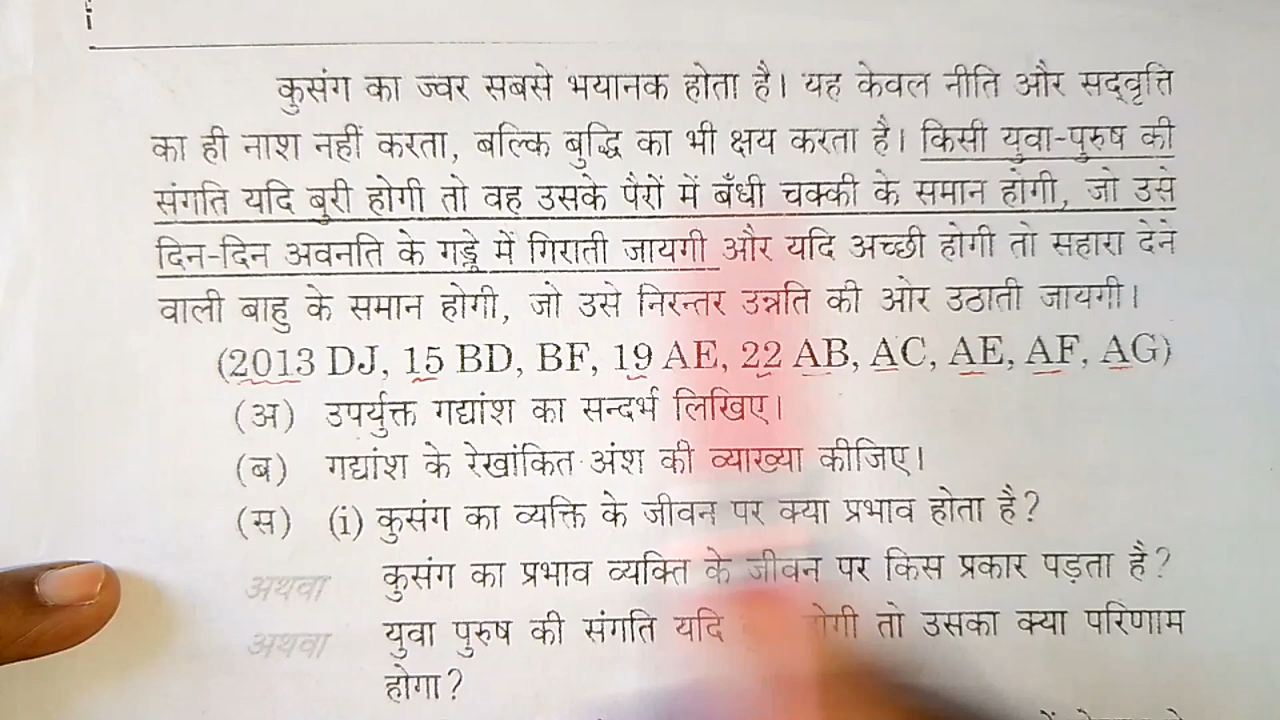 कुसंग का ज्वर सबसे भयानक होता है। यह केवल नीति और सद्‌वृत्ति
का ही नाश नहीं करता, बल्कि बुद्धि का भी क्षय करता है। किसी युवा-पुरुष की
संगति यदि बुरी होगी तो वह उसके पैरों में बँधी चक्की के समान होगी, जो उसे
दिन-दिन अवनति के गड्ढे में गिराती जायगी और यदि अच्छी होगी तो सहारा देने
वाली बाहु के समान होगी, जो उसे निरन्तर उन्नति की ओर उठाती जायगी।
(2013 DJ, 15 BD, BF, 19 AE, 22 AB, AC, AE, AF, AG)
(अ) उपर्युक्त गद्यांश का सन्दर्भ लिखिए।
(ब) गद्यांश के रेखांकित अंश की व्याख्या कीजिए।
(स) (i) कुसंग का व्यक्ति के जीवन पर क्या प्रभाव होता है?
अथवा कुसंग का प्रभाव व्यक्ति के जीवन पर किस प्रकार पड़ता है?
अथवा युवा पुरुष की संगति यदि तो उसका क्या परिणाम
होगा?